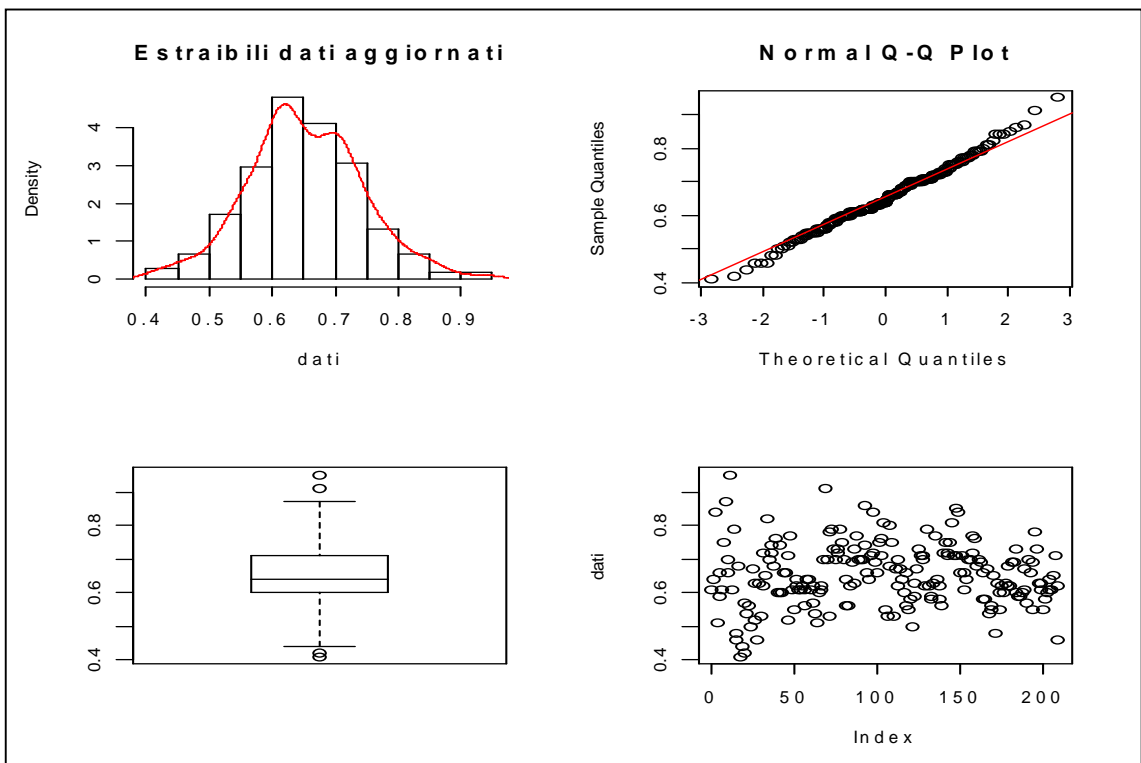 Estraibili dati aggiornati
Density
0 1 2 3 4
0.4 0.5 0.6 0.7 0.8 0.9
dati
Normal Q-Q Plot
Sample Quantiles
0.4 0.6 0.8
-3 -2 -1 0 1 2 3
Theoretical Quantiles
0.4 0.6 0.8
dati
0.4 0.6 0.8
0 50 100 150 200
Index